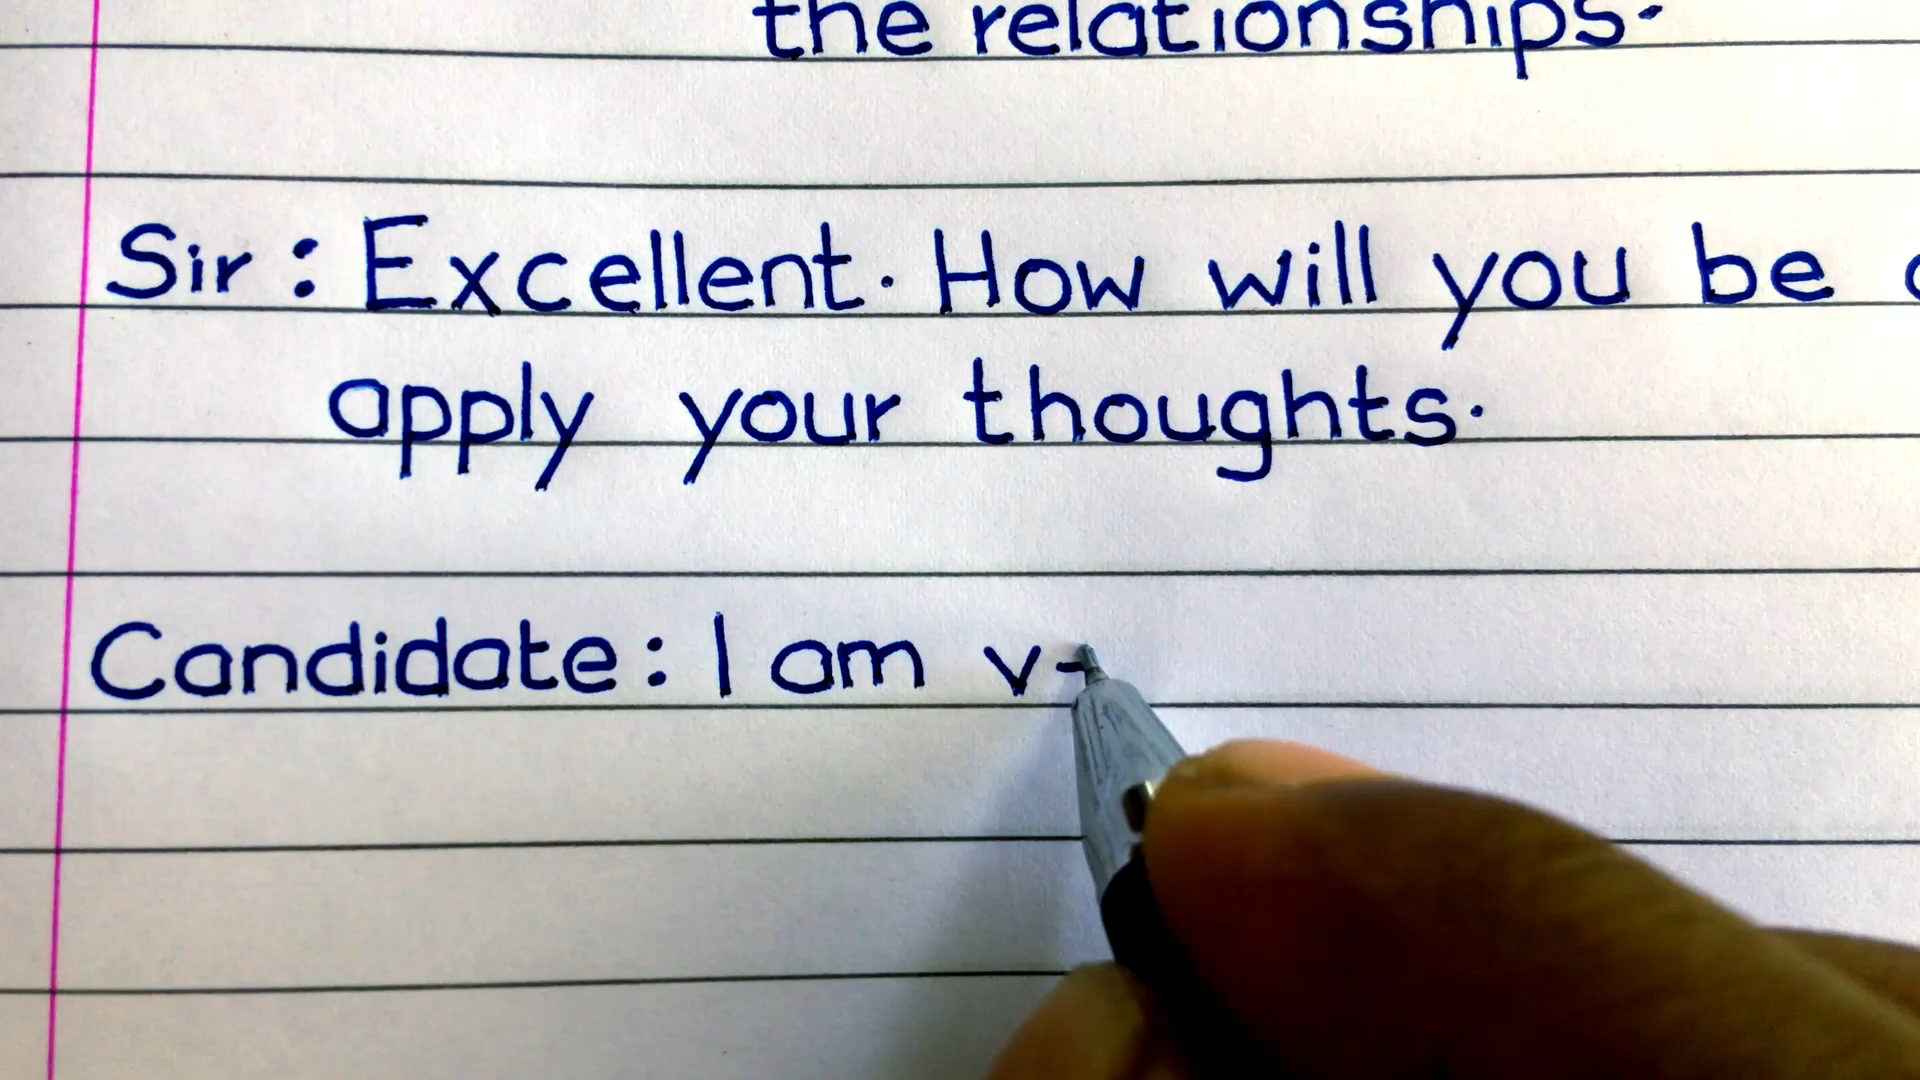 the relationships.
Sir: Excellent. How will you be
apply your thoughts.
Candidate: I am v